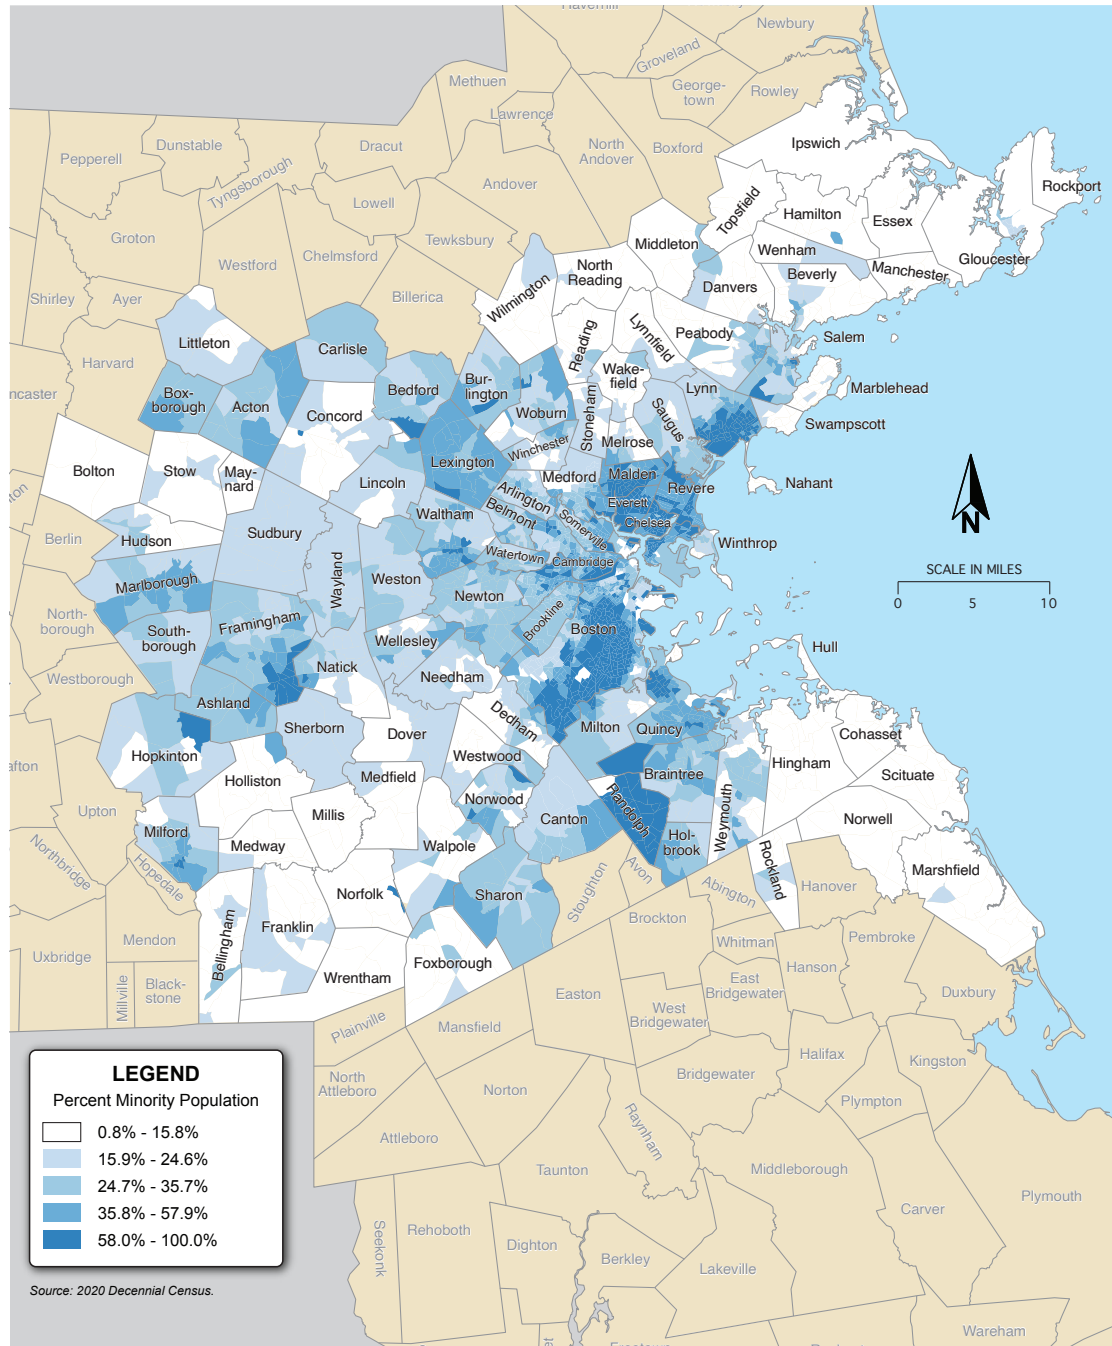 Haverhill
Newbury
Groveland
Methuen
George-
town
Rowley
Lawrence
Ipswich
Pepperell
Dunstable
Dracut
North
Andover
Boxford
Tyngsborough
Andover
Rockport
Lowell
Topsfield
Hamilton
Essex
Groton
Tewksbury
Middleton
Wenham
Gloucester
Westford
Chelmsford
North
Reading
Beverly
Manchester
Shirley
Ayer
Billerica
Wilmington
Danvers
Littleton
Carlisle
Reading
Lynnfield
Peabody
Salem
Harvard
Wake-
field
Box-
borough
Acton
Concord
Bedford
Bur-
lington
Woburn
Stoneham
Saugus
Lynn
Marblehead
ncaster
Swampscott
Winchester
Melrose
Bolton
Stow
May-
nard
Lexington
Medford
Malden
Revere
Nahant
Lincoln
Arlington
Everett
Waltham
Belmont
Somerville
Chelsea
ton
Berlin
Hudson
Sudbury
Winthrop
N
Watertown
Cambridge
Marlborough
Wayland
Weston
SCALE IN MILES
0
5
10
Newton
Brookline
Boston
North-
borough
South-
borough
Framingham
Wellesley
Hull
Natick
Needham
Westborough
Ashland
Sherborn
Dedham
Milton
Quincy
Dover
Cohasset
Hopkinton
Westwood
Hingham
Scituate
afton
Holliston
Medfield
Braintree
Norwood
Randolph
Weymouth
Upton
Millis
Canton
Norwell
Milford
Medway
Walpole
Hol-
brook
Northbridge
Hopedale
Rockland
Marshfield
Norfolk
Sharon
Stoughton
Avon
Abington
Hanover
Bellingham
Franklin
Brockton
Mendon
Whitman
Pembroke
Uxbridge
Foxborough
Hanson
Wrentham
Millville
Black-
stone
East
Bridgewater
Easton
Duxbury
West
Bridgewater
Plainville
Mansfield
Halifax
Kingston
North
Attleboro
Norton
Bridgewater
Raynham
Plympton
Attleboro
Taunton
Middleborough
Plymouth
Carver
Seekonk
Rehoboth
Dighton
Berkley
Lakeville
Wareham
LEGEND
Percent Minority Population
0.8% - 15.8%
15.9% - 24.6%
24.7% - 35.7%
35.8% - 57.9%
58.0% - 100.0%
Source: 2020 Decennial Census.